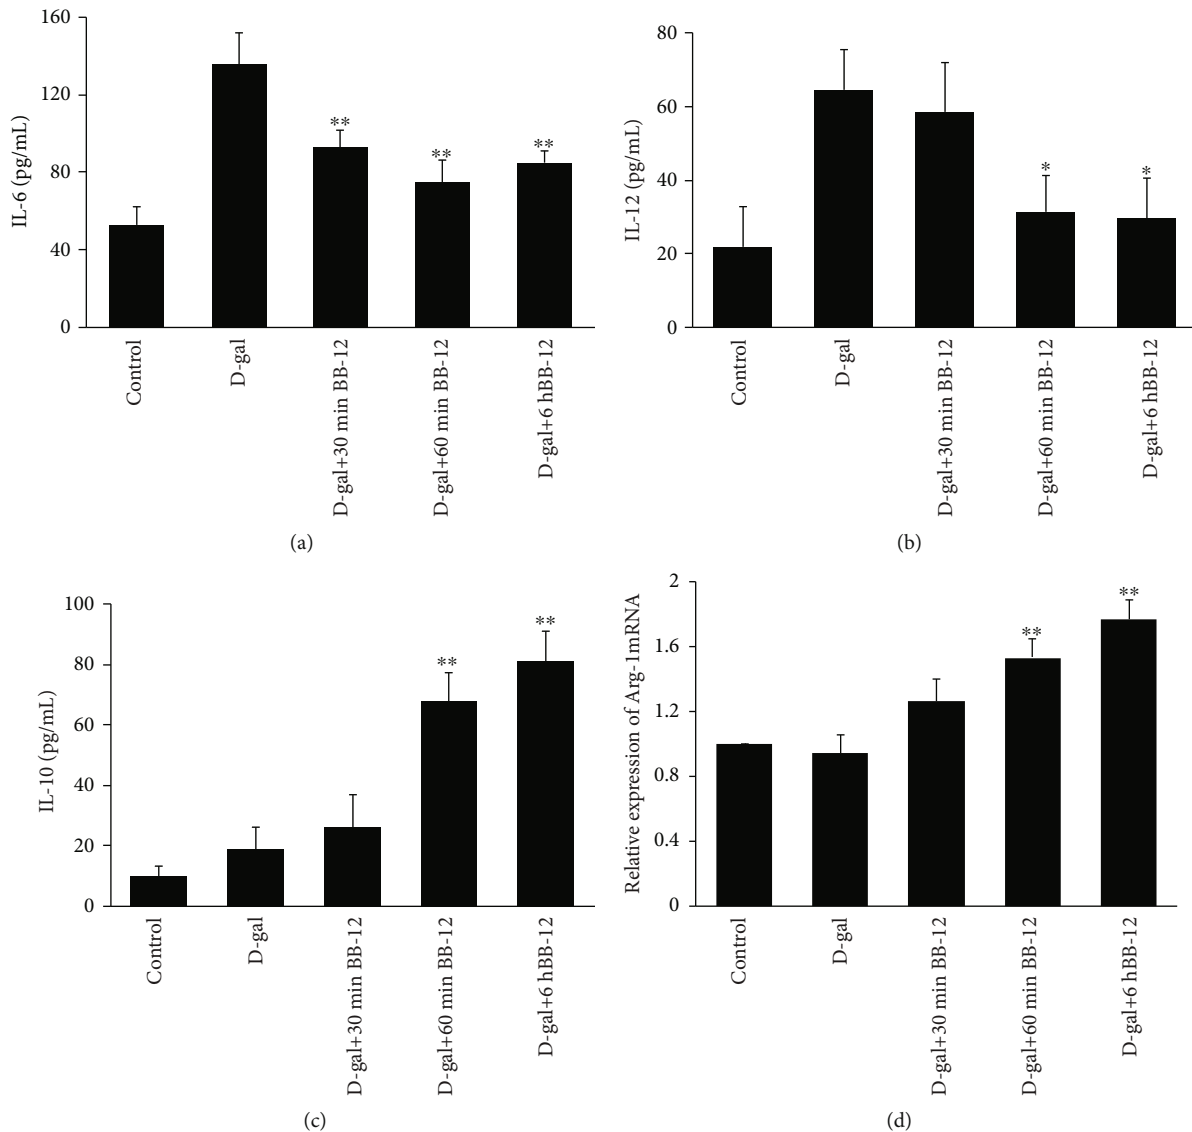 IL-6 (pg/mL)
160
120
80
40
0
**
**
**
Control
D-gal
D-gal+30 min BB-12
D-gal+60 min BB-12
D-gal+6 hBB-12
(a)
IL-12 (pg/mL)
80
60
40
20
0
*
*
Control
D-gal
D-gal+30 min BB-12
D-gal+60 min BB-12
D-gal+6 hBB-12
(b)
IL-10 (pg/mL)
100
80
60
40
20
0
**
**
Control
D-gal
D-gal+30 min BB-12
D-gal+60 min BB-12
D-gal+6 hBB-12
(c)
Relative expression of Arg-1mRNA
2
1.6
1.2
0.8
0.4
0
**
**
Control
D-gal
D-gal+30 min BB-12
D-gal+60 min BB-12
D-gal+6 hBB-12
(d)